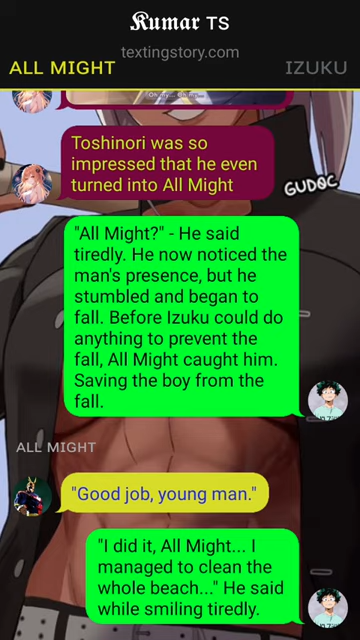 Kumar TS
textingstory.com
ALL MIGHT
IZUKU
Toshinori was so
impressed that he even
turned into All Might
GUDOC
"All Might?" - He said
tiredly. He now noticed the
man's presence, but he
stumbled and began to
fall. Before Izuku could do
anything to prevent the
fall, All Might caught him.
Saving the boy from the
fall.
ALL MIGHT
"Good job, young man."
"I did it, All Might... I
managed to clean the
whole beach..." He said
while smiling tiredly.